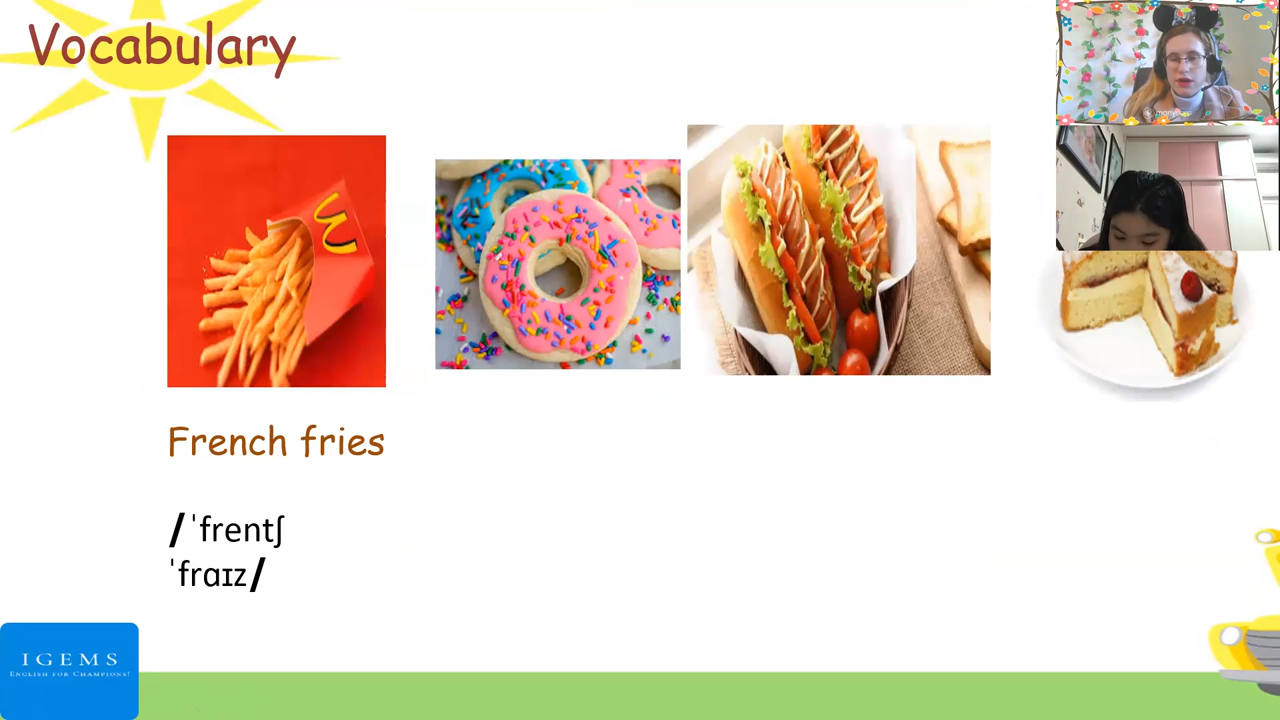 Vocabulary
French fries
/ˈfrentʃ
ˈfraɪz/
IGEMS
ENGLISH FOR CHAMPIONS!